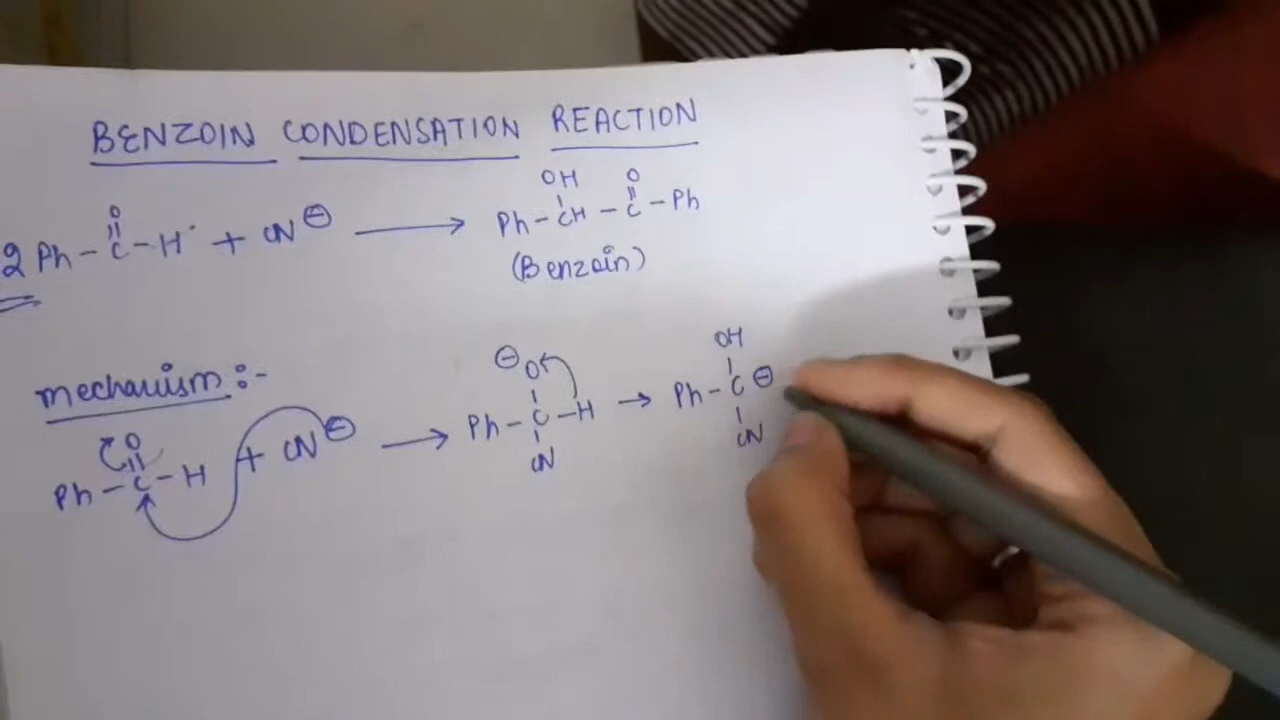 BENZOIN CONDENSATION REACTION
OH O
2 Ph - C - H + CN ⊖ → Ph - CH - C - Ph
(Benzoin)
mechanism :-
⊖ O OH
O Ph - C - H → Ph - C ⊖
Ph - C - H + CN ⊖ → CN CN